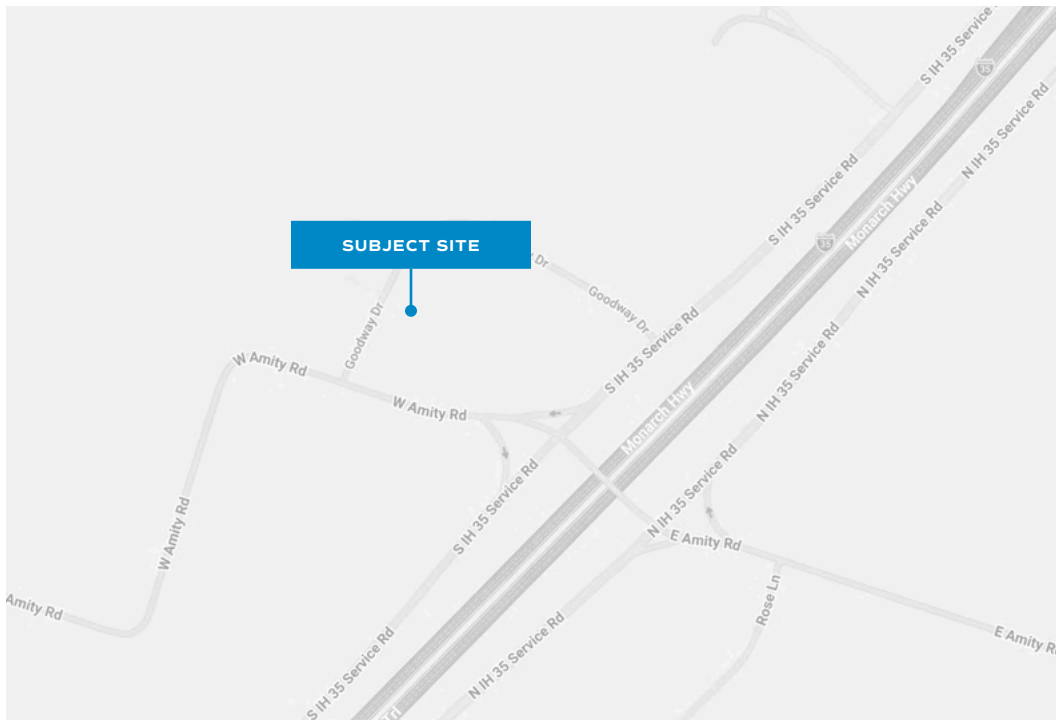 S IH 35 Service
35
N IH 35 Service Rd
S IH 35 Service Rd
Monarch Hwy
35
N IH 35 Service Rd
SUBJECT SITE
Dr
Goodway Dr
Goodway Dr
S IH 35 Service Rd
N IH 35 Service Rd
W Amity Rd
W Amity Rd
Monarch Hwy
S IH 35 Service Rd
N IH 35 Service Rd
E Amity Rd
W Amity Rd
Rose Ln
Amity Rd
E Amity
S IH 35 Service Rd
N IH 35 Service Rd